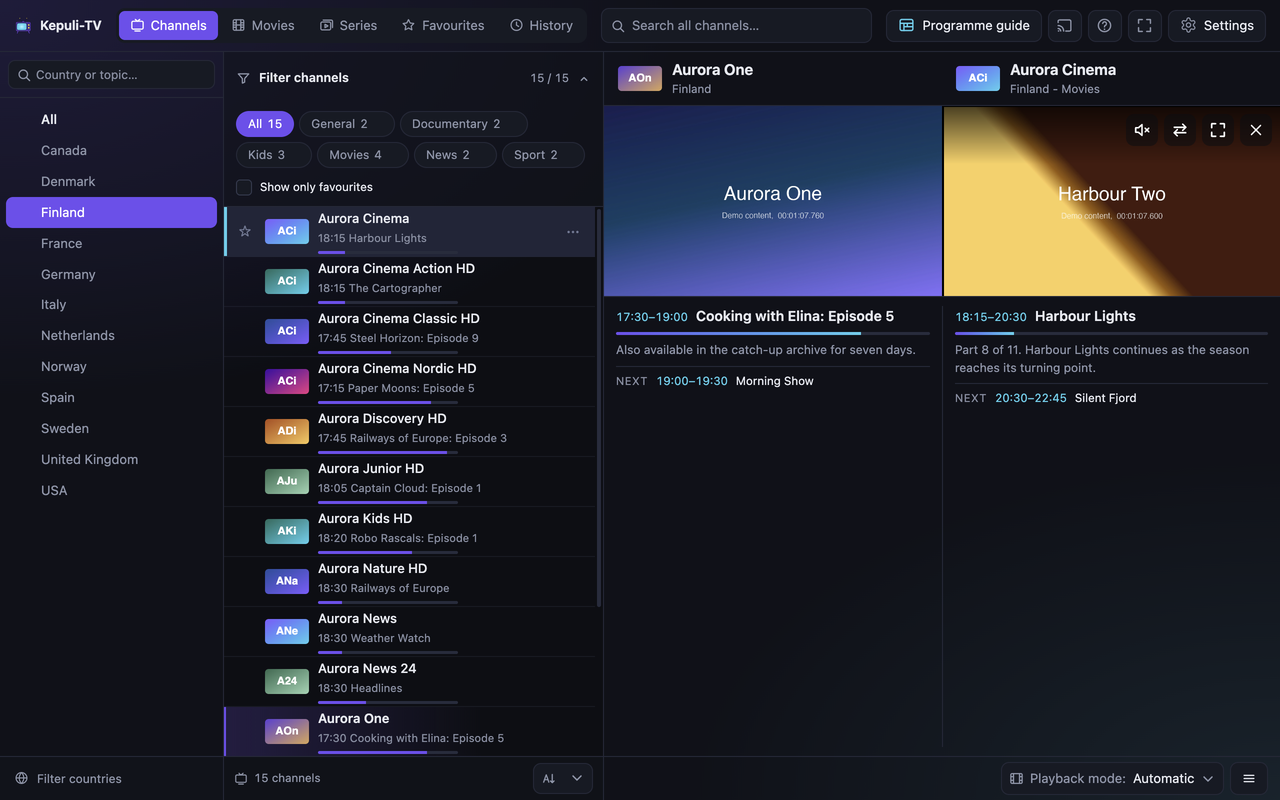 Kepuli-TV
Channels
Movies
Series
Favourites
History
Search all channels...
Programme guide
Settings
Country or topic...
All
Canada
Denmark
Finland
France
Germany
Italy
Netherlands
Norway
Spain
Sweden
United Kingdom
USA
Filter countries
Filter channels
15 / 15
All 15
General 2
Documentary 2
Kids 3
Movies 4
News 2
Sport 2
Show only favourites
ACi
Aurora Cinema
18:15 Harbour Lights
ACi
Aurora Cinema Action HD
18:15 The Cartographer
ACi
Aurora Cinema Classic HD
17:45 Steel Horizon: Episode 9
ACi
Aurora Cinema Nordic HD
17:15 Paper Moons: Episode 5
ADi
Aurora Discovery HD
17:45 Railways of Europe: Episode 3
AJu
Aurora Junior HD
18:05 Captain Cloud: Episode 1
AKi
Aurora Kids HD
18:20 Robo Rascals: Episode 1
ANa
Aurora Nature HD
18:30 Railways of Europe
ANe
Aurora News
18:30 Weather Watch
A24
Aurora News 24
18:30 Headlines
AOn
Aurora One
17:30 Cooking with Elina: Episode 5
15 channels
AOn
Aurora One
Finland
Aurora One
Demo content, 00:01:07.760
17:30–19:00 Cooking with Elina: Episode 5
Also available in the catch-up archive for seven days.
NEXT 19:00–19:30 Morning Show
ACi
Aurora Cinema
Finland - Movies
Harbour Two
Demo content, 00:01:07.600
18:15–20:30 Harbour Lights
Part 8 of 11. Harbour Lights continues as the season
reaches its turning point.
NEXT 20:30–22:45 Silent Fjord
Playback mode: Automatic